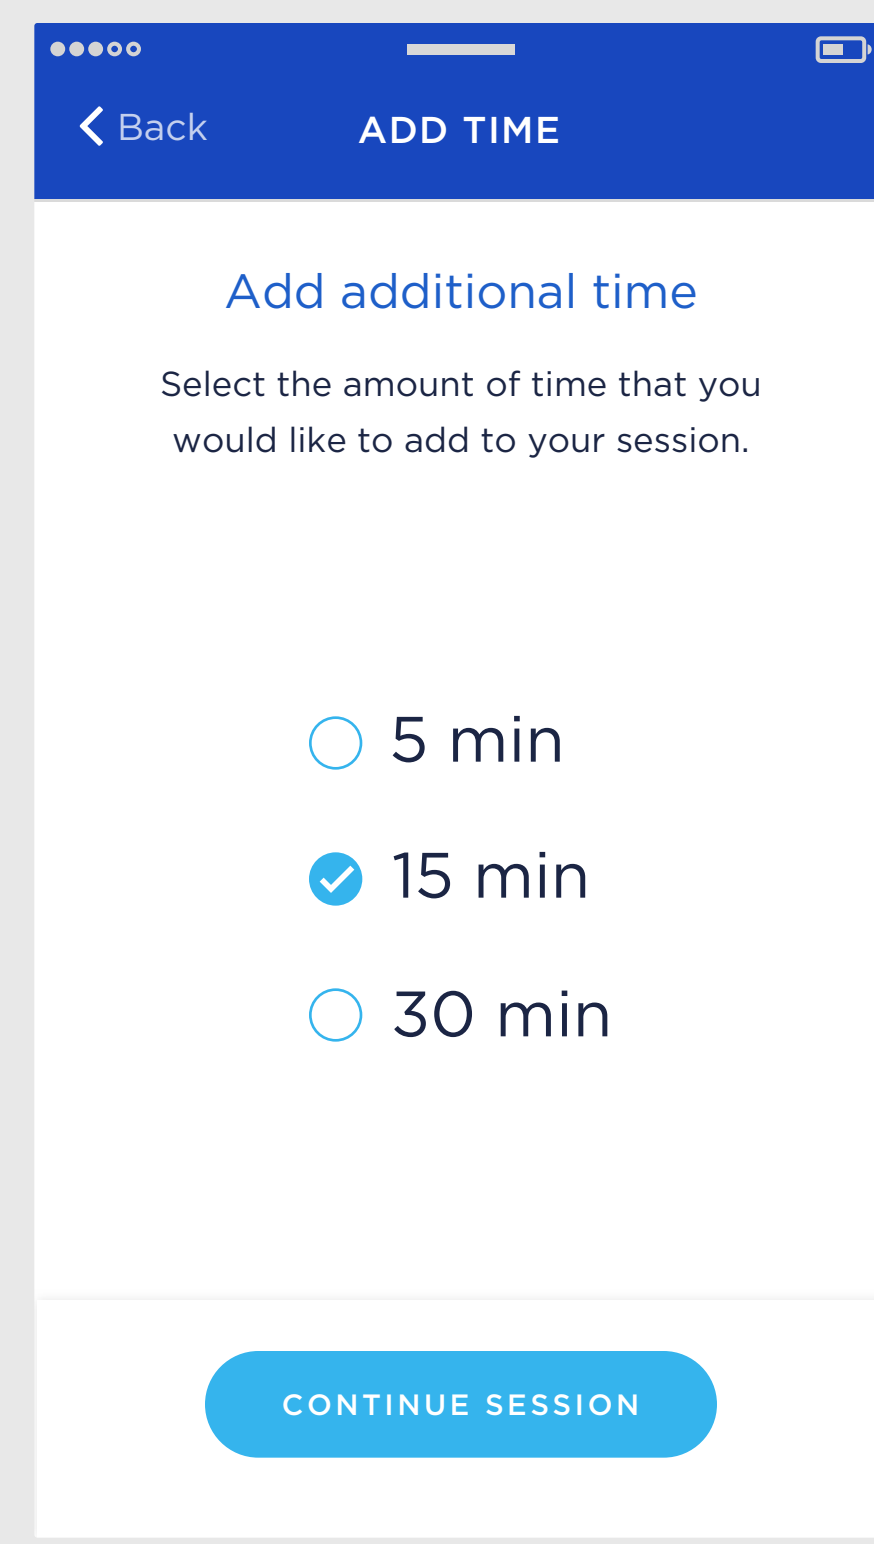 Back
ADD TIME
Add additional time
Select the amount of time that you
would like to add to your session.
5 min
15 min
30 min
CONTINUE SESSION